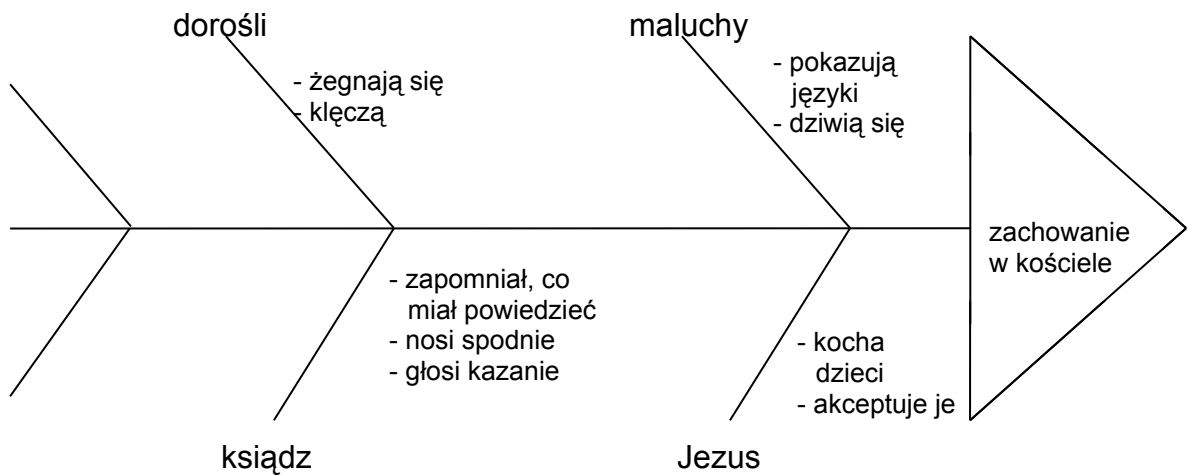 dorośli
- żegnają się
- klęczą
maluchy
- pokazują
języki
- dziwią się
zachowanie
w kościele
- zapomniał, co
miał powiedzieć
- nosi spodnie
- głosi kazanie
ksiądz
- kocha
dzieci
- akceptuje je
Jezus